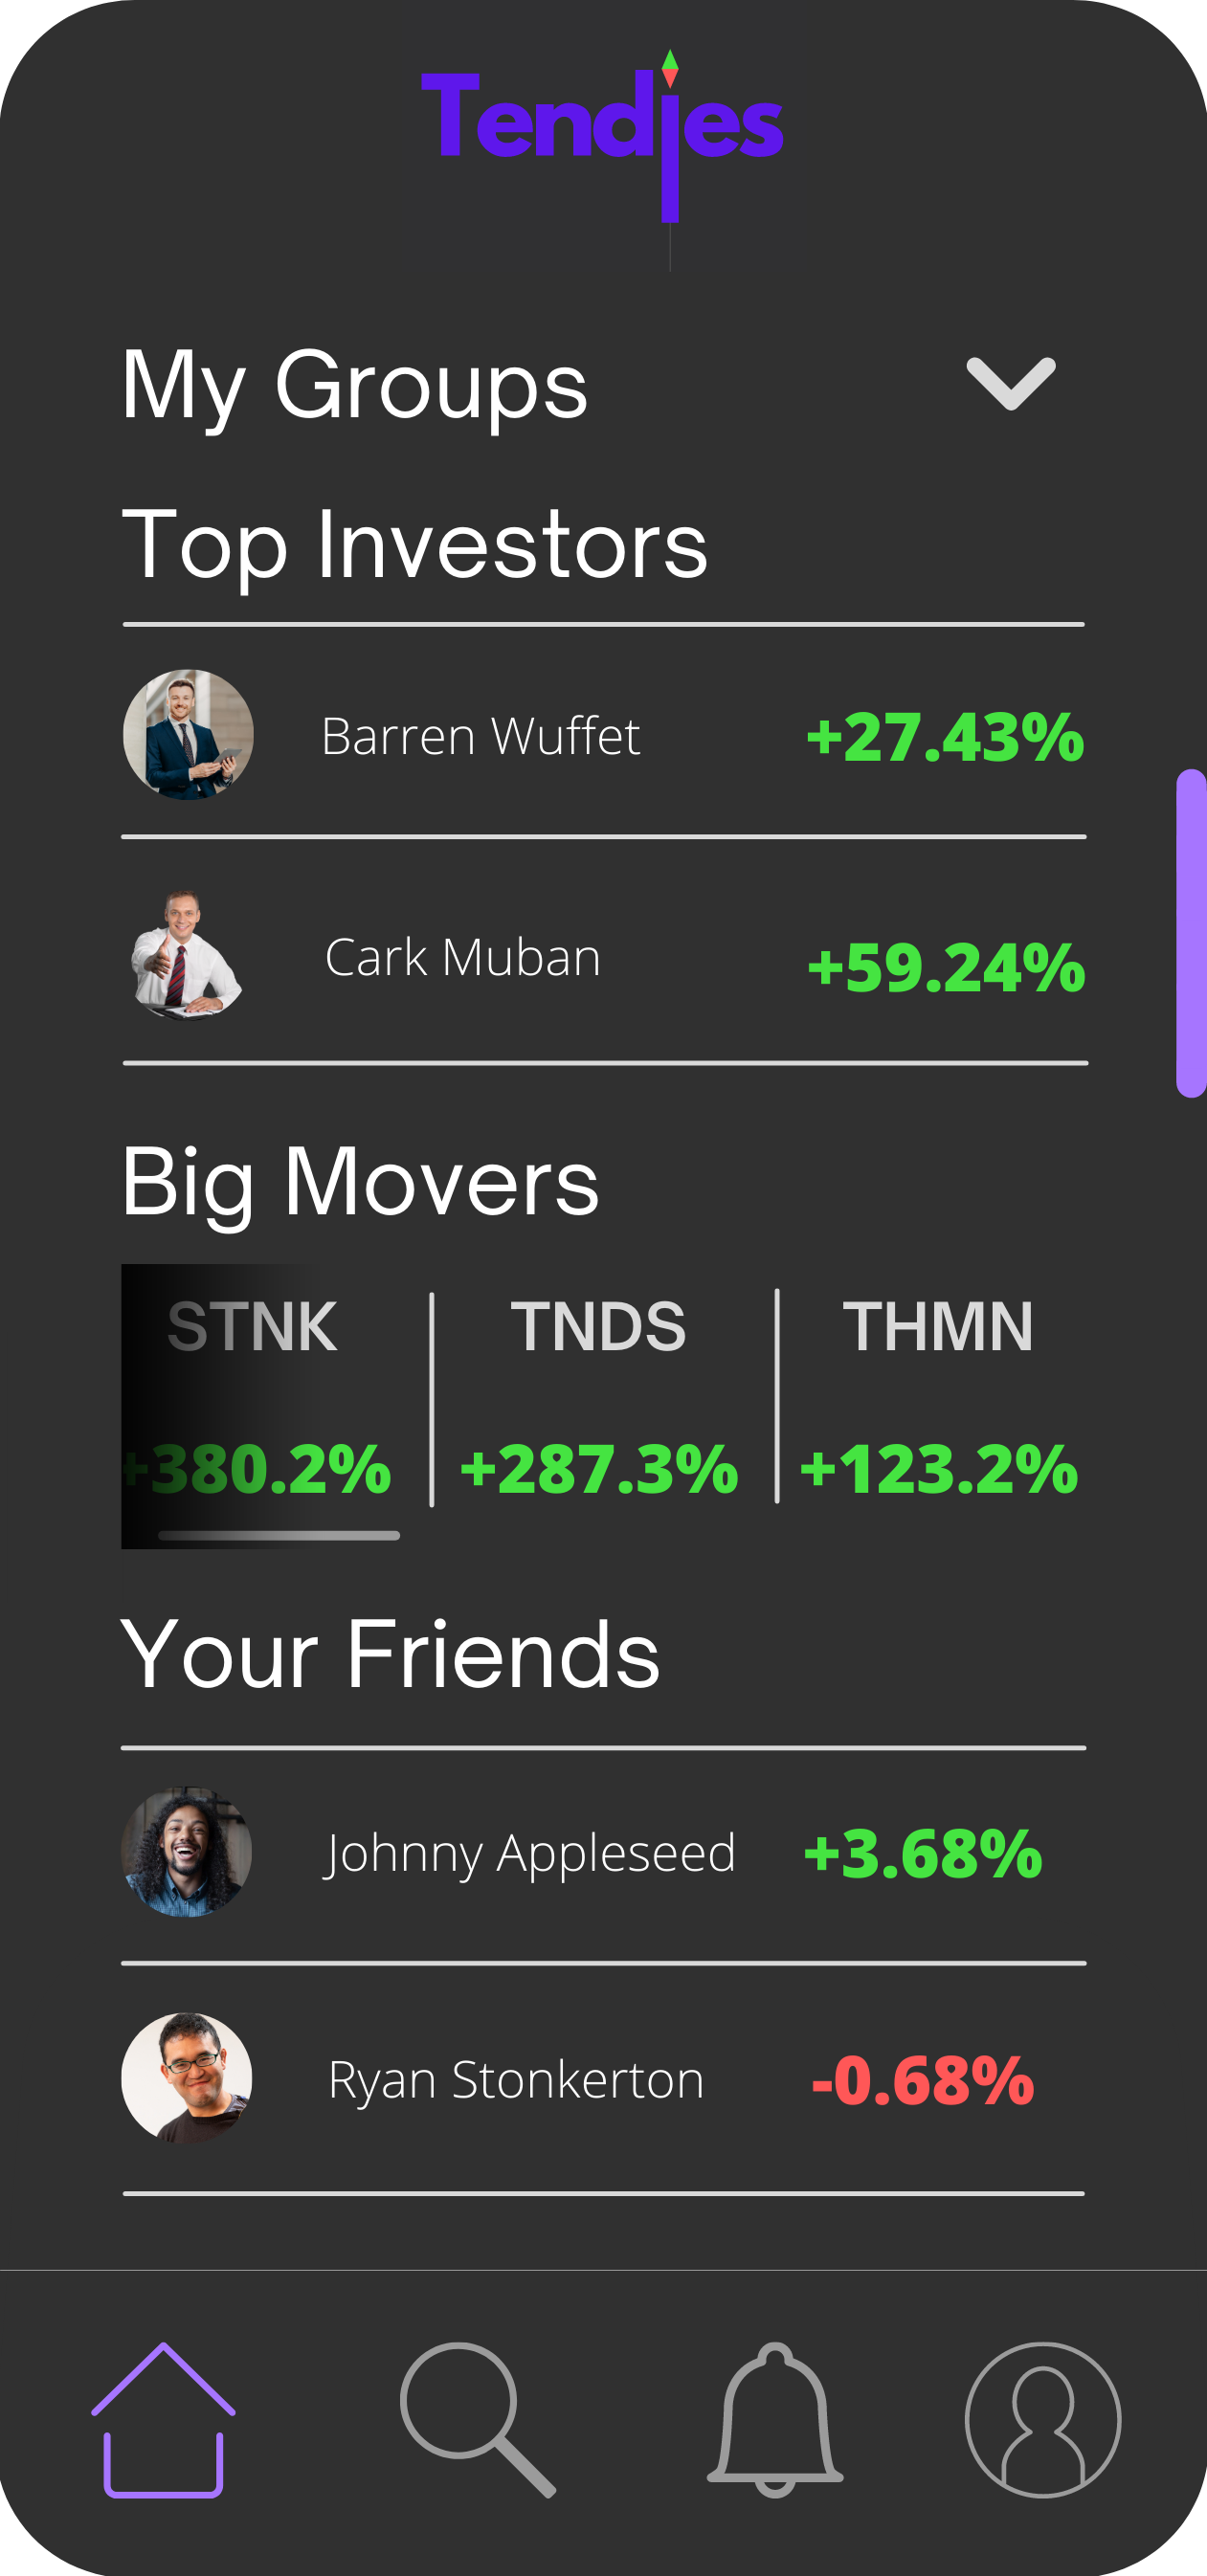 Tendies
My Groups
Top Investors
Barren Wuffet +27.43%
Cark Muban +59.24%
Big Movers
STNK TNDS THMN
+380.2% +287.3% +123.2%
Your Friends
Johnny Appleseed +3.68%
Ryan Stonkerton -0.68%